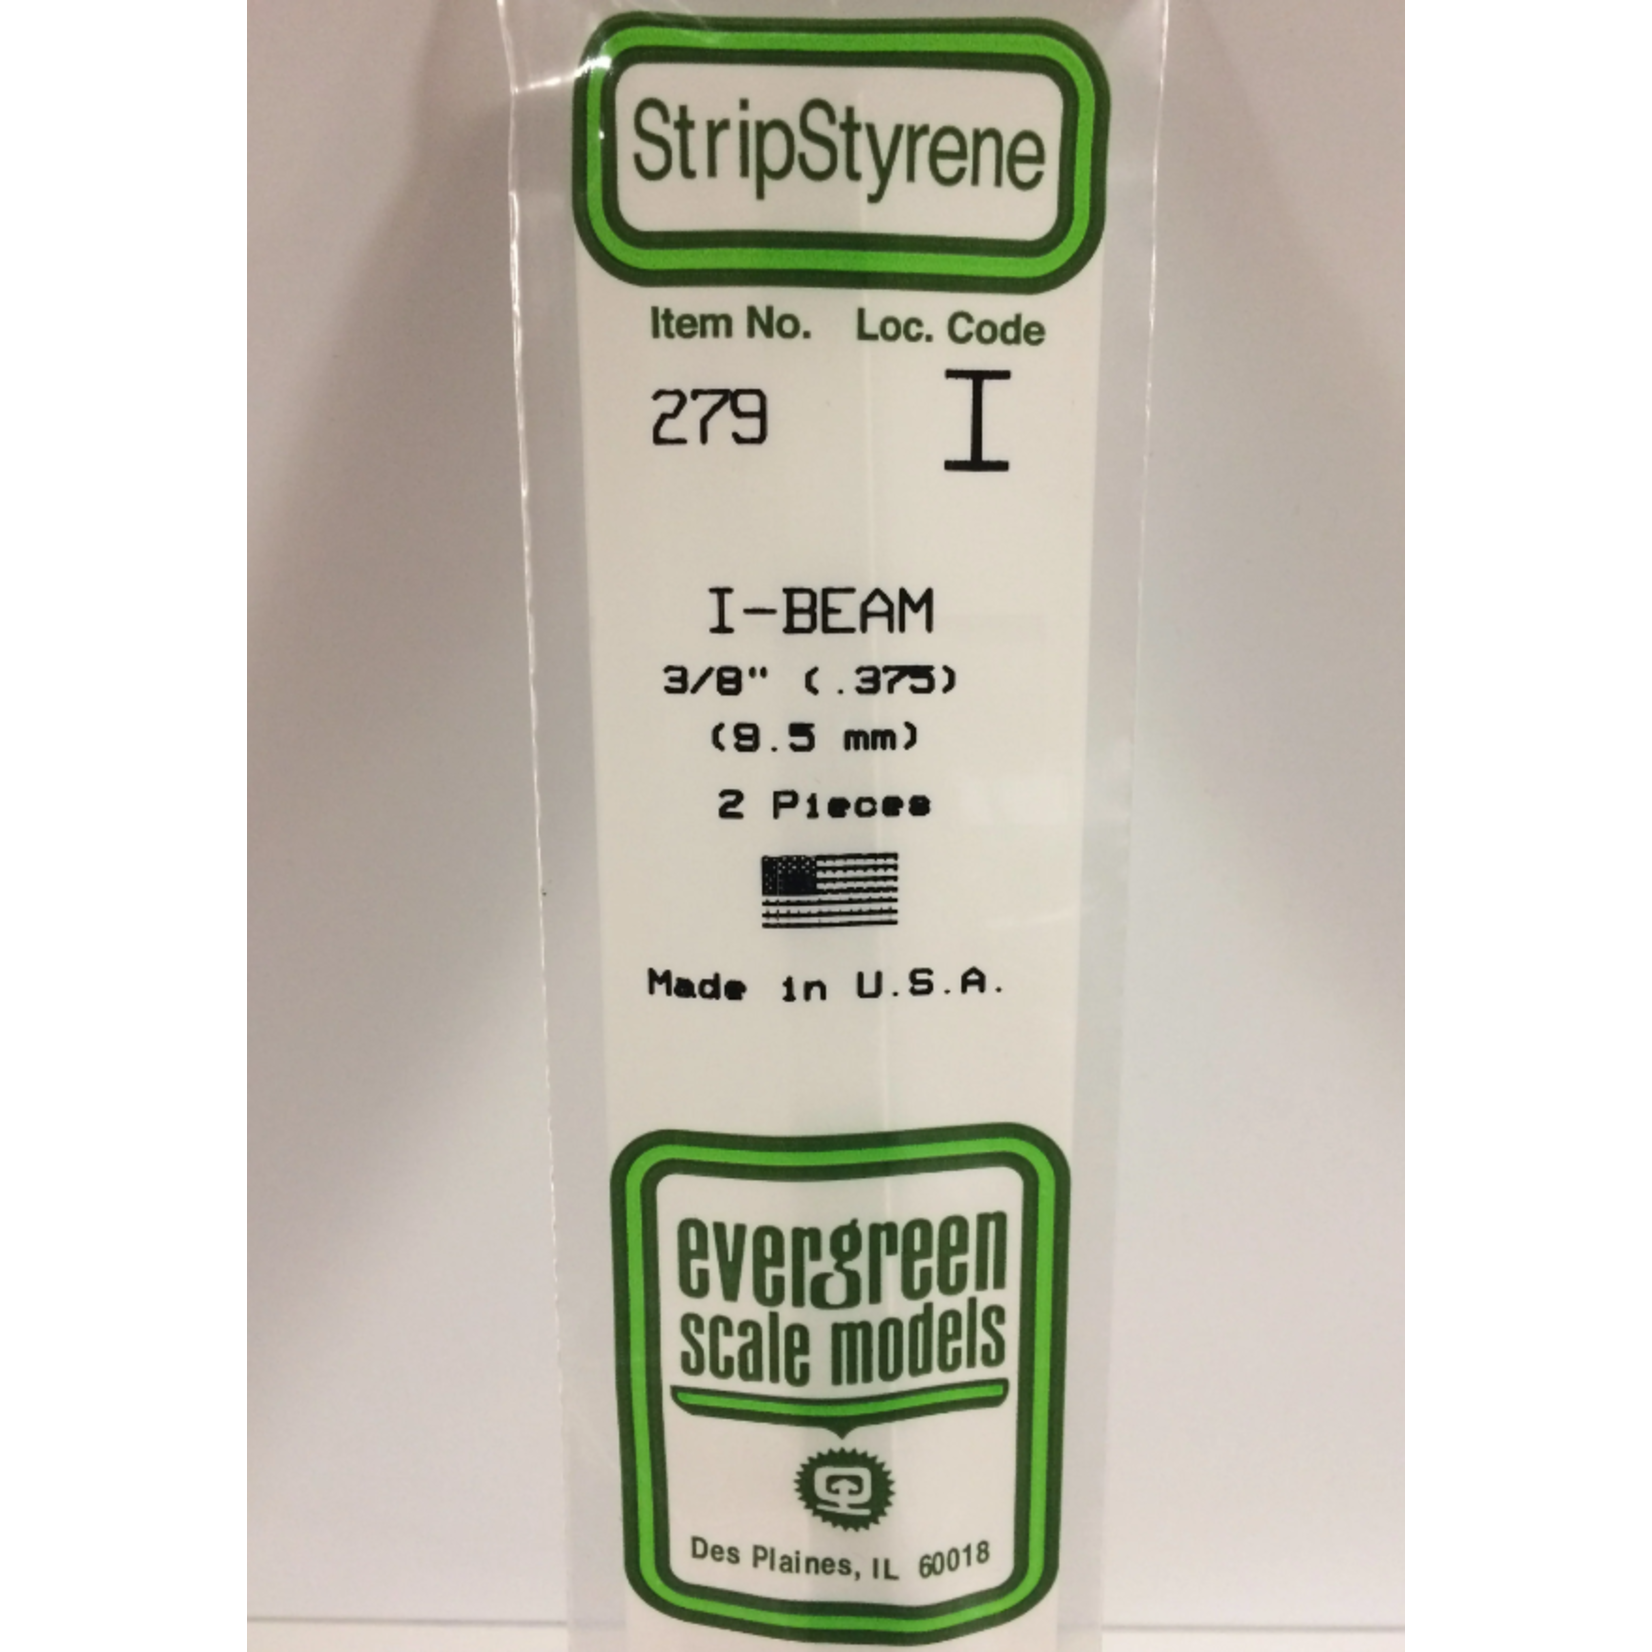 StripStyrene
Item No. Loc. Code
279 I
I-BEAM
3/8" (.375)
(9.5 mm)
2 Pieces
Made in U.S.A.
evergreen
scale models
Des Plaines, IL 60018